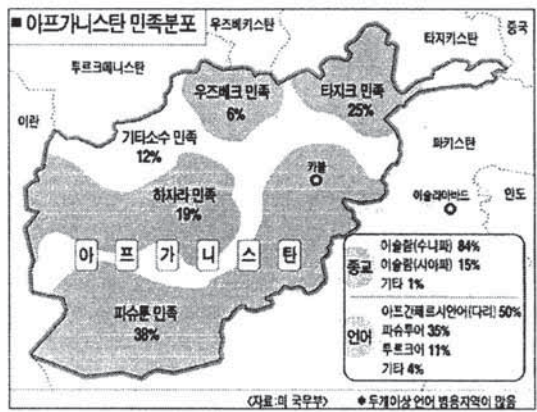 ■ 아프가니스탄 민족분포
우즈베키스탄
타지키스탄
중국
투르크메니스탄
이란
우즈베크 민족
6%
타지크 민족
25%
기타소수 민족
12%
파키스탄
카불
하자라 민족
19%
이슬라마바드
인도
아 프 가 니 스 탄
파슈툰 민족
38%
종교
이슬람(수니파) 84%
이슬람(시아파) 15%
기타 1%
언어
아프간페르시안어(다리) 50%
파슈투어 35%
투르크어 11%
기타 4%
<자료:미 국무부>
※ 두개이상 언어 병용지역이 많음